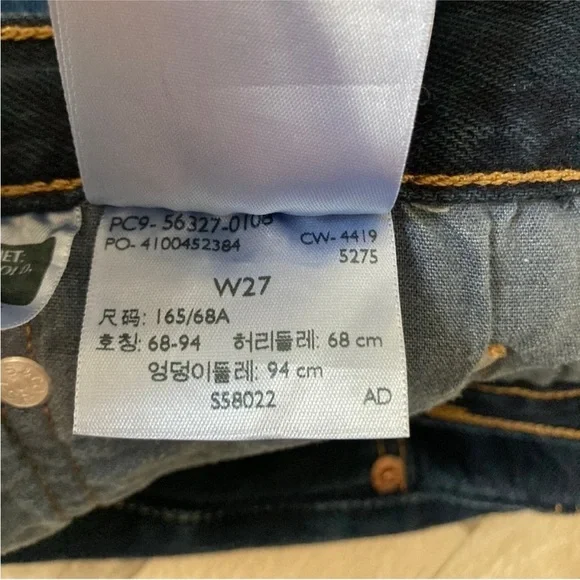 PC9- 56327-0108
PO- 4100452384
CW- 4419
5275
W27
尺码: 165/68A
호칭: 68-94 허리둘레: 68 cm
엉덩이둘레: 94 cm
S58022 AD